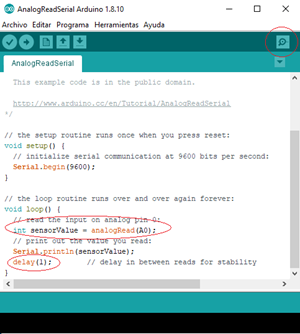 AnalogReadSerial Arduino 1.8.10
Archivo Editar Programa Herramientas Ayuda
AnalogReadSerial
This example code is in the public domain.
http://www.arduino.cc/en/Tutorial/AnalogReadSerial
*/
// the setup routine runs once when you press reset:
void setup() {
// initialize serial communication at 9600 bits per second:
Serial.begin(9600);
}
// the loop routine runs over and over again forever:
void loop() {
// read the input on analog pin 0:
int sensorValue = analogRead(A0);
// print out the value you read:
Serial.println(sensorValue);
delay(1);        // delay in between reads for stability
}